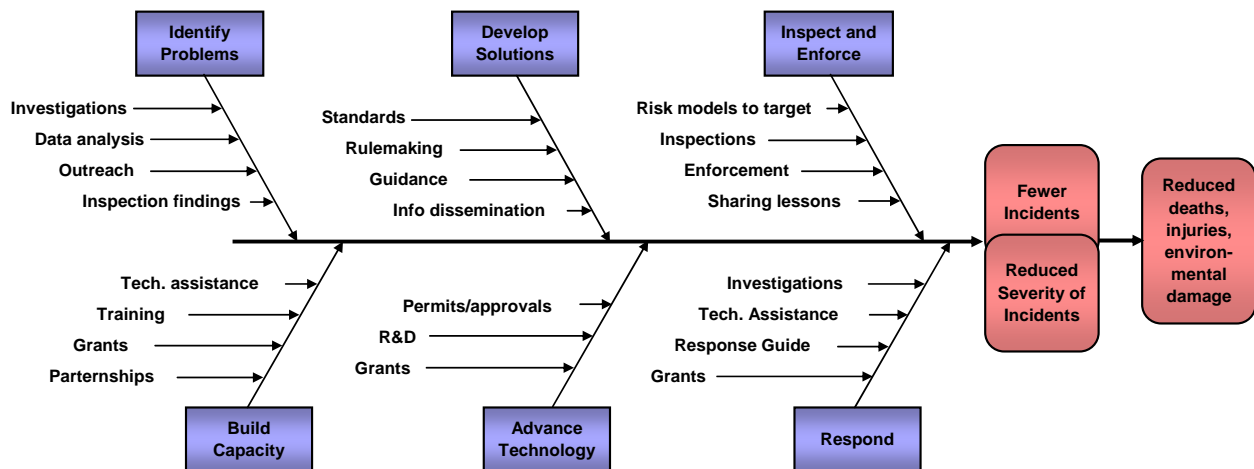 Identify
Problems
Develop
Solutions
Inspect and
Enforce
Investigations
Data analysis
Outreach
Inspection findings
Standards
Rulemaking
Guidance
Info dissemination
Risk models to target
Inspections
Enforcement
Sharing lessons
Fewer
Incidents
Reduced
Severity of
Incidents
Reduced
deaths,
injuries,
environ-
mental
damage
Tech. assistance
Training
Grants
Parternships
Permits/approvals
R&D
Grants
Investigations
Tech. Assistance
Response Guide
Grants
Build
Capacity
Advance
Technology
Respond